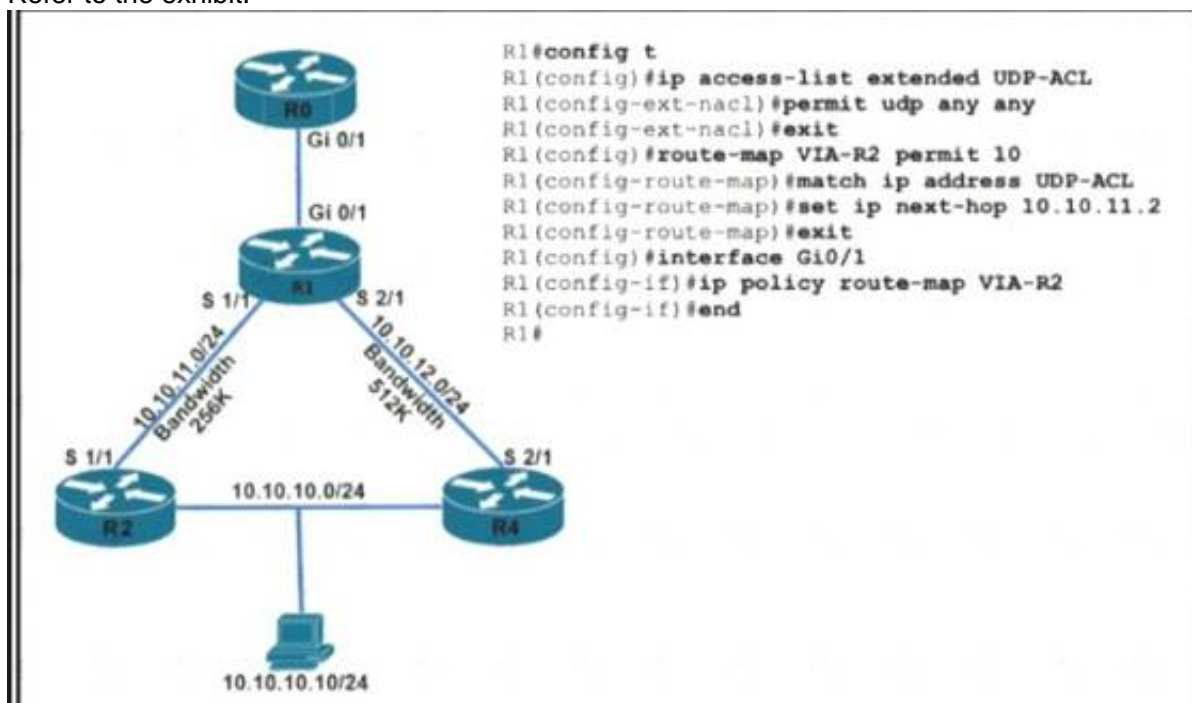 Refer to the exhibit.
R1#config t
R1(config)#ip access-list extended UDP-ACL
R1(config-ext-nacl)#permit udp any any
R1(config-ext-nacl)#exit
R1(config)#route-map VIA-R2 permit 10
R1(config-route-map)#match ip address UDP-ACL
R1(config-route-map)#set ip next-hop 10.10.11.2
R1(config-route-map)#exit
R1(config)#interface Gi0/1
R1(config-if)#ip policy route-map VIA-R2
R1(config-if)#end
R1#
R0
Gi 0/1
Gi 0/1
R1
S 1/1
S 2/1
10.10.11.0/24
Bandwidth
256K
10.10.12.0/24
Bandwidth
512K
S 1/1
S 2/1
R2
10.10.10.0/24
R4
10.10.10.10/24